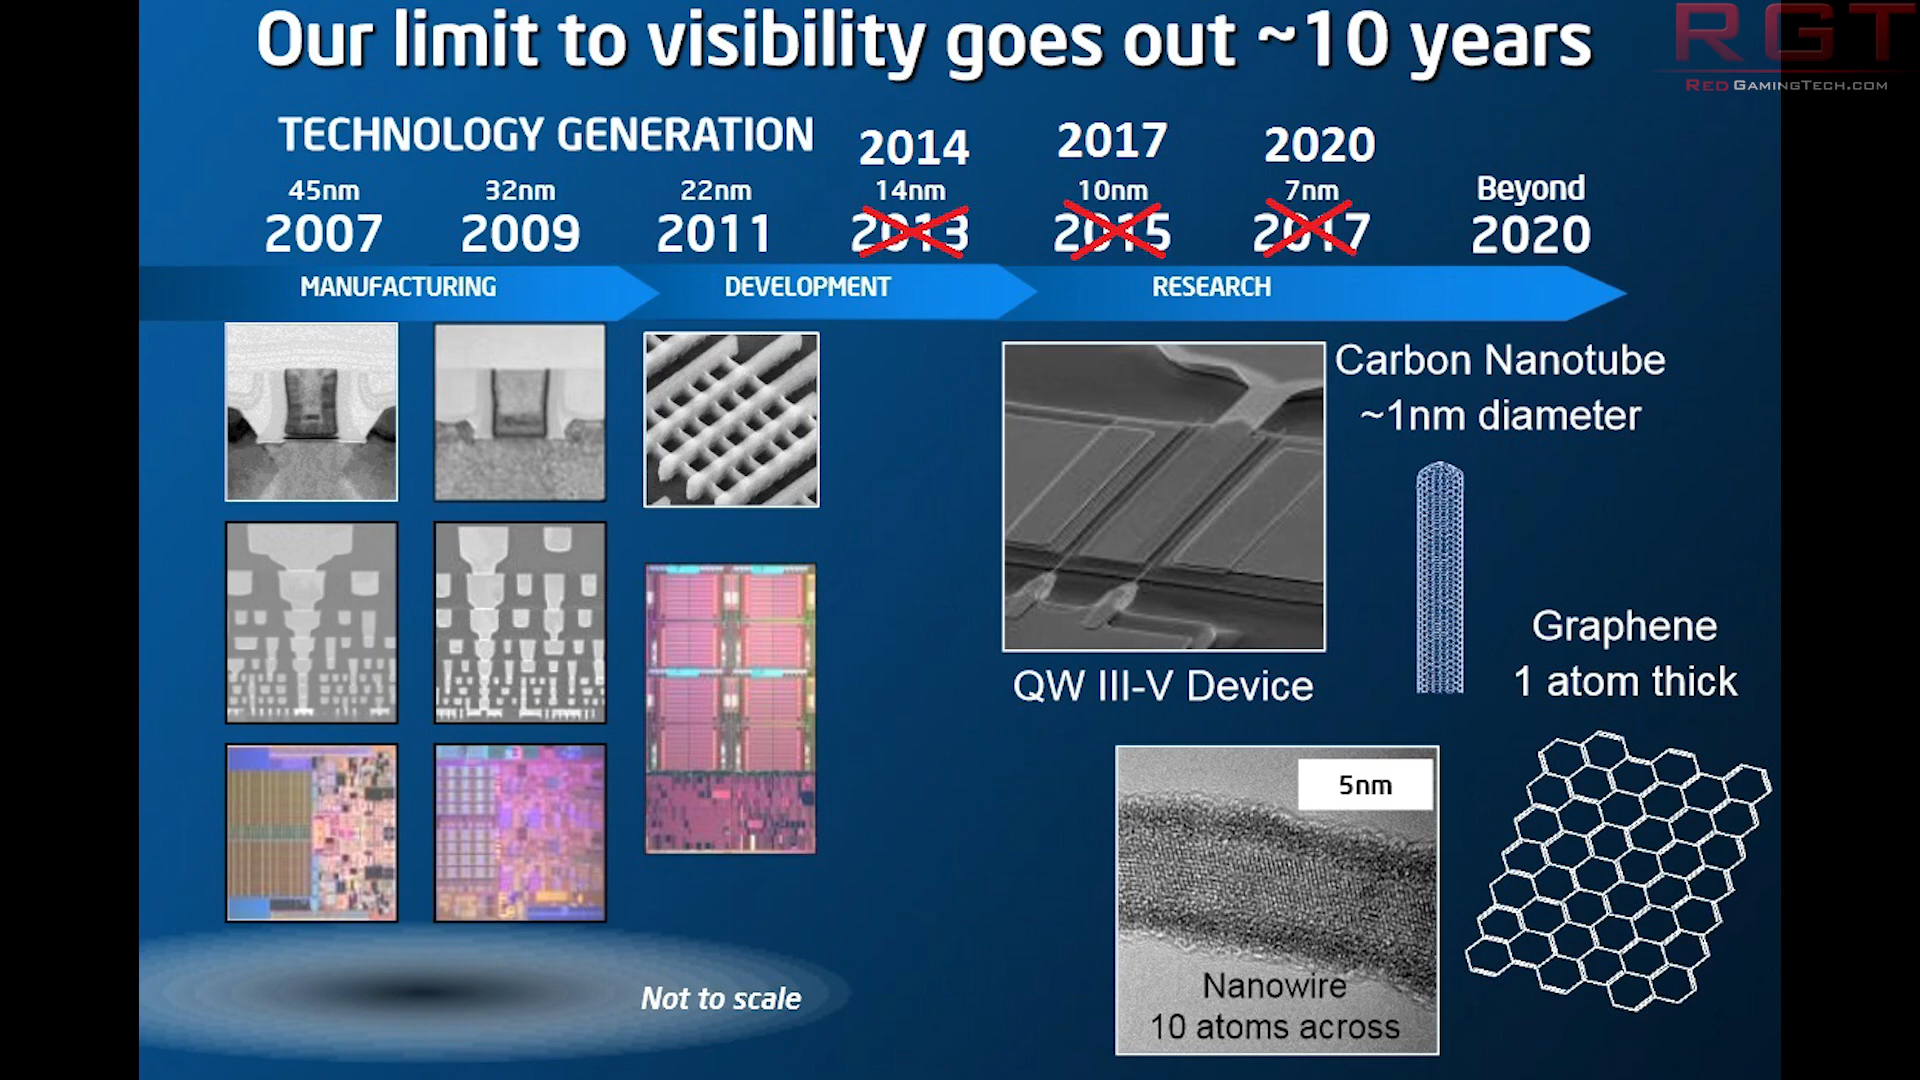 Our limit to visibility goes out ~10 years
RGT
RED GAMINGTECH.COM
TECHNOLOGY GENERATION
2014
2017
2020
45nm
32nm
22nm
14nm
10nm
7nm
Beyond
2007
2009
2011
2013
2015
2017
2020
MANUFACTURING
DEVELOPMENT
RESEARCH
Carbon Nanotube
~1nm diameter
QW III-V Device
Graphene
1 atom thick
5nm
Nanowire
10 atoms across
Not to scale